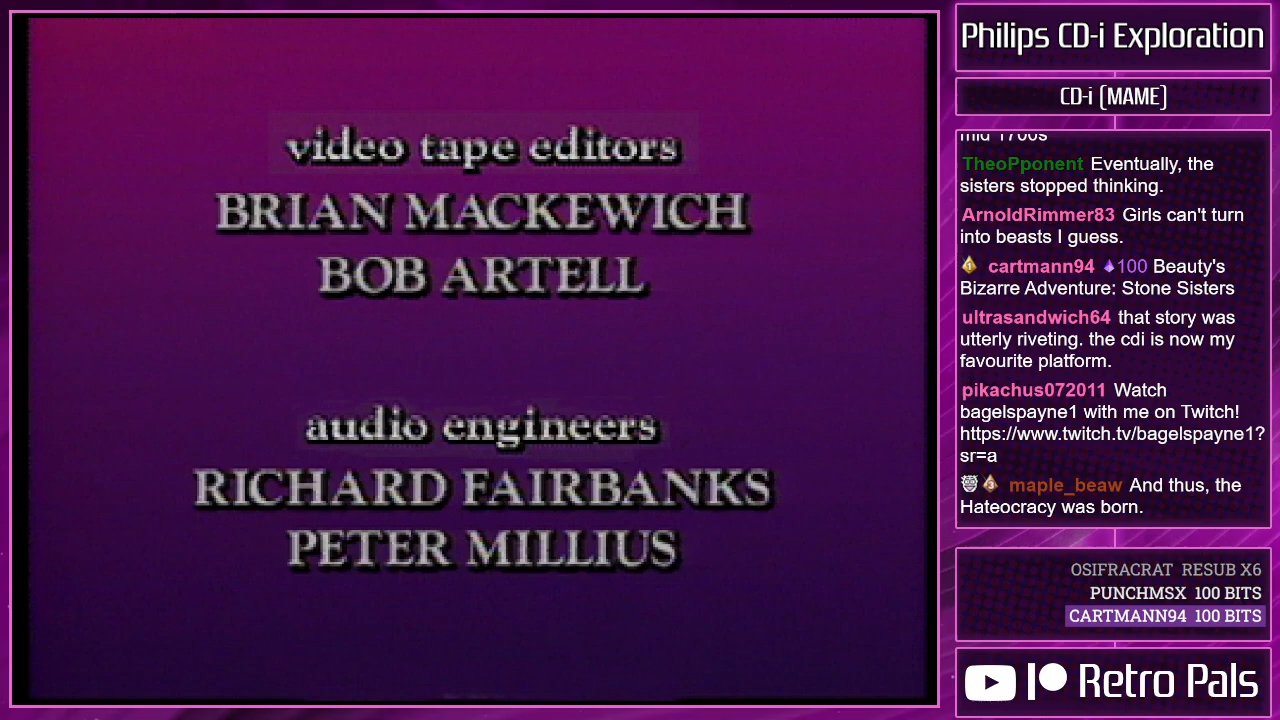 video tape editors
BRIAN MACKEWICH
BOB ARTELL
audio engineers
RICHARD FAIRBANKS
PETER MILLIUS
Philips CD-i Exploration
CD-i [MAME]
mid 1700s
TheoPponent Eventually, the
sisters stopped thinking.
ArnoldRimmer83 Girls can't turn
into beasts I guess.
cartmann94 100 Beauty's
Bizarre Adventure: Stone Sisters
ultrasandwich64 that story was
utterly riveting. the cdi is now my
favourite platform.
pikachus072011 Watch
bagelspayne1 with me on Twitch!
https://www.twitch.tv/bagelspayne1?
sr=a
maple_beaw And thus, the
Hateocracy was born.
OSIFRACRAT RESUB X6
PUNCHMSX 100 BITS
CARTMANN94 100 BITS
Retro Pals